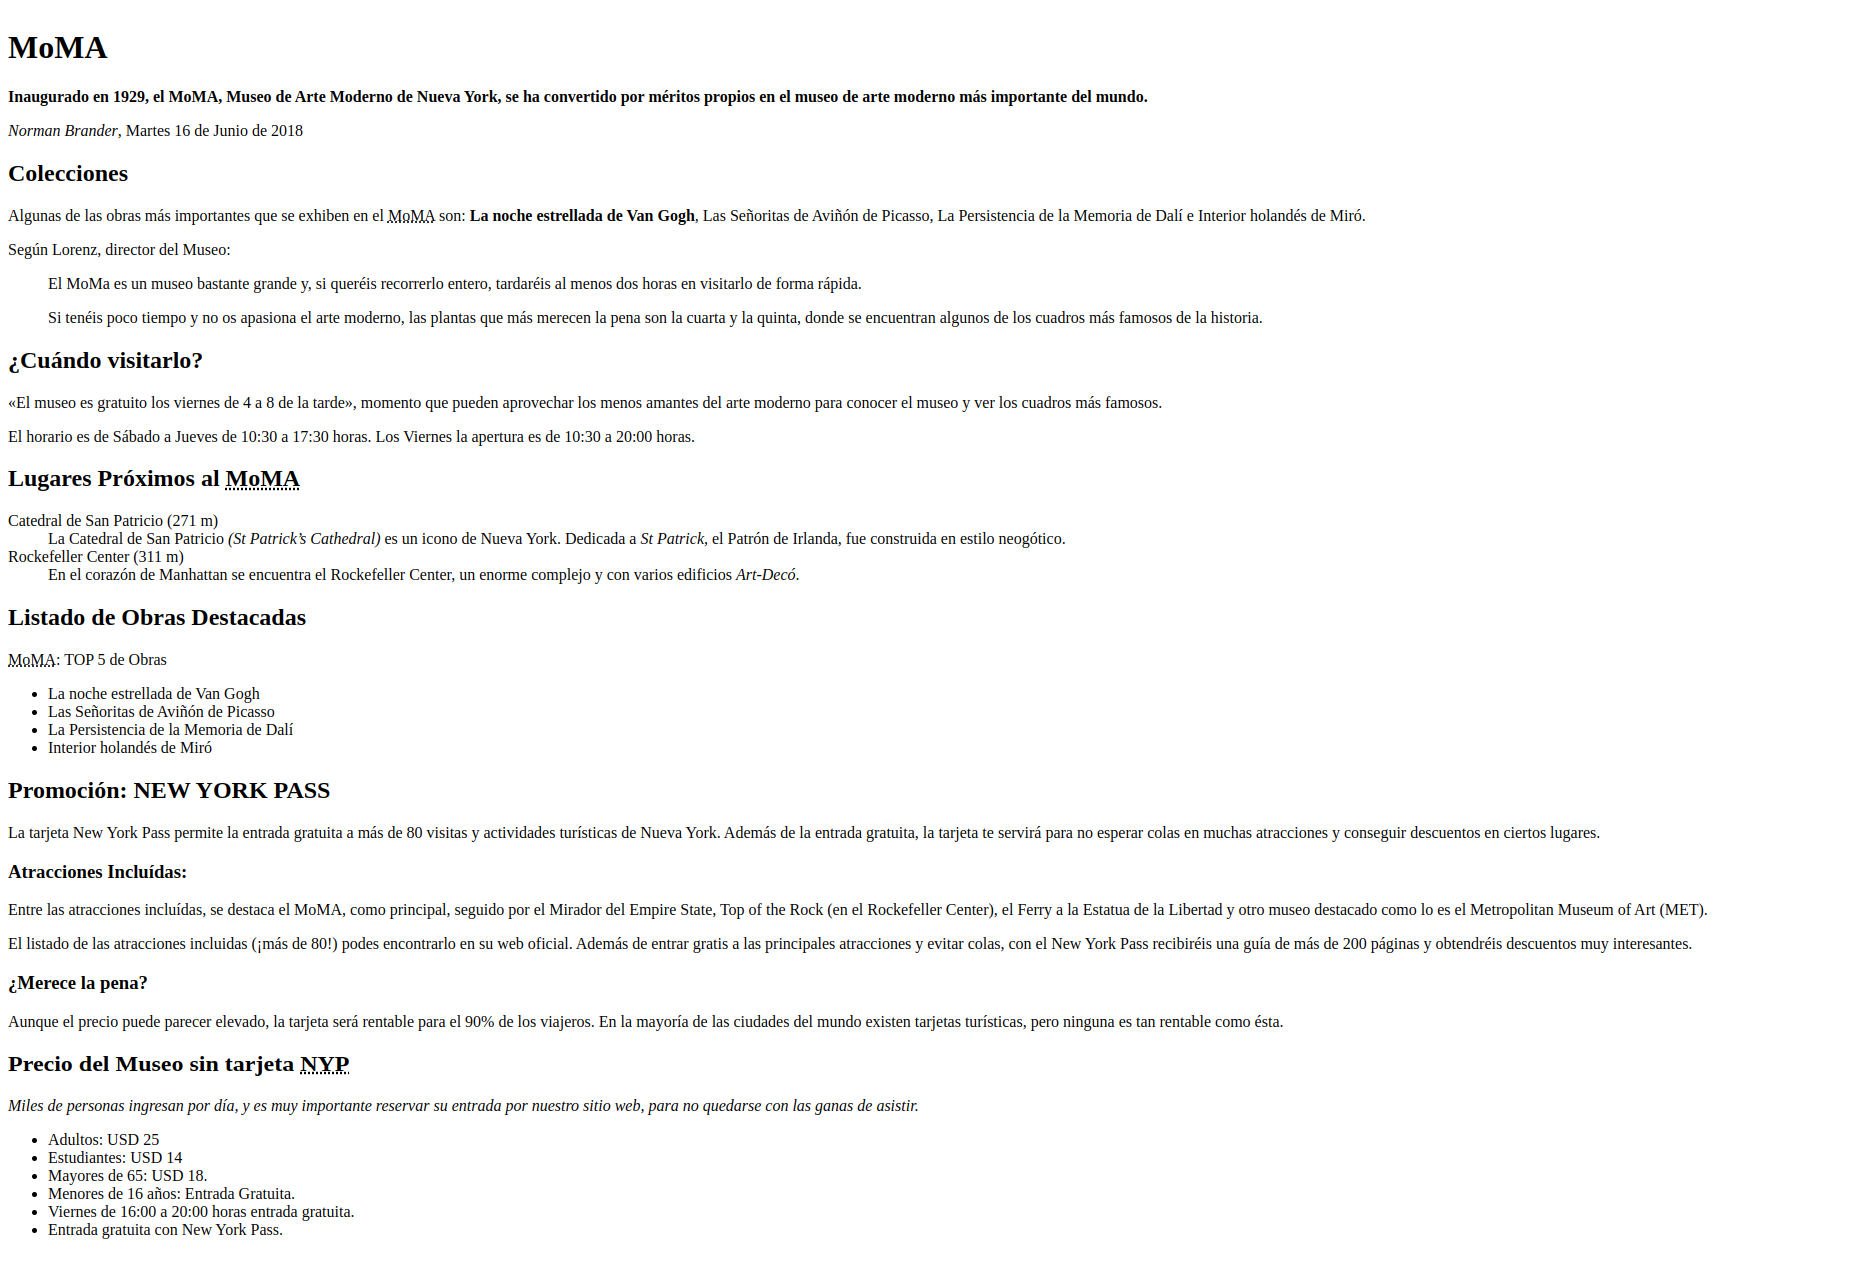 MoMA
Inaugurado en 1929, el MoMA, Museo de Arte Moderno de Nueva York, se ha convertido por méritos propios en el museo de arte moderno más importante del mundo.
Norman Brander, Martes 16 de Junio de 2018
Colecciones
Algunas de las obras más importantes que se exhiben en el MoMA son: La noche estrellada de Van Gogh, Las Señoritas de Aviñón de Picasso, La Persistencia de la Memoria de Dalí e Interior holandés de Miró.
Según Lorenz, director del Museo:
El MoMa es un museo bastante grande y, si queréis recorrerlo entero, tardaréis al menos dos horas en visitarlo de forma rápida.
Si tenéis poco tiempo y no os apasiona el arte moderno, las plantas que más merecen la pena son la cuarta y la quinta, donde se encuentran algunos de los cuadros más famosos de la historia.
¿Cuándo visitarlo?
«El museo es gratuito los viernes de 4 a 8 de la tarde», momento que pueden aprovechar los menos amantes del arte moderno para conocer el museo y ver los cuadros más famosos.
El horario es de Sábado a Jueves de 10:30 a 17:30 horas. Los Viernes la apertura es de 10:30 a 20:00 horas.
Lugares Próximos al MoMA
Catedral de San Patricio (271 m)
La Catedral de San Patricio (St Patrick’s Cathedral) es un icono de Nueva York. Dedicada a St Patrick, el Patrón de Irlanda, fue construida en estilo neogótico.
Rockefeller Center (311 m)
En el corazón de Manhattan se encuentra el Rockefeller Center, un enorme complejo y con varios edificios Art-Decó.
Listado de Obras Destacadas
MoMA: TOP 5 de Obras
• La noche estrellada de Van Gogh
• Las Señoritas de Aviñón de Picasso
• La Persistencia de la Memoria de Dalí
• Interior holandés de Miró
Promoción: NEW YORK PASS
La tarjeta New York Pass permite la entrada gratuita a más de 80 visitas y actividades turísticas de Nueva York. Además de la entrada gratuita, la tarjeta te servirá para no esperar colas en muchas atracciones y conseguir descuentos en ciertos lugares.
Atracciones Incluídas:
Entre las atracciones incluídas, se destaca el MoMA, como principal, seguido por el Mirador del Empire State, Top of the Rock (en el Rockefeller Center), el Ferry a la Estatua de la Libertad y otro museo destacado como lo es el Metropolitan Museum of Art (MET).
El listado de las atracciones incluidas (¡más de 80!) podes encontrarlo en su web oficial. Además de entrar gratis a las principales atracciones y evitar colas, con el New York Pass recibiréis una guía de más de 200 páginas y obtendréis descuentos muy interesantes.
¿Merece la pena?
Aunque el precio puede parecer elevado, la tarjeta será rentable para el 90% de los viajeros. En la mayoría de las ciudades del mundo existen tarjetas turísticas, pero ninguna es tan rentable como ésta.
Precio del Museo sin tarjeta NYP
Miles de personas ingresan por día, y es muy importante reservar su entrada por nuestro sitio web, para no quedarse con las ganas de asistir.
• Adultos: USD 25
• Estudiantes: USD 14
• Mayores de 65: USD 18.
• Menores de 16 años: Entrada Gratuita.
• Viernes de 16:00 a 20:00 horas entrada gratuita.
• Entrada gratuita con New York Pass.